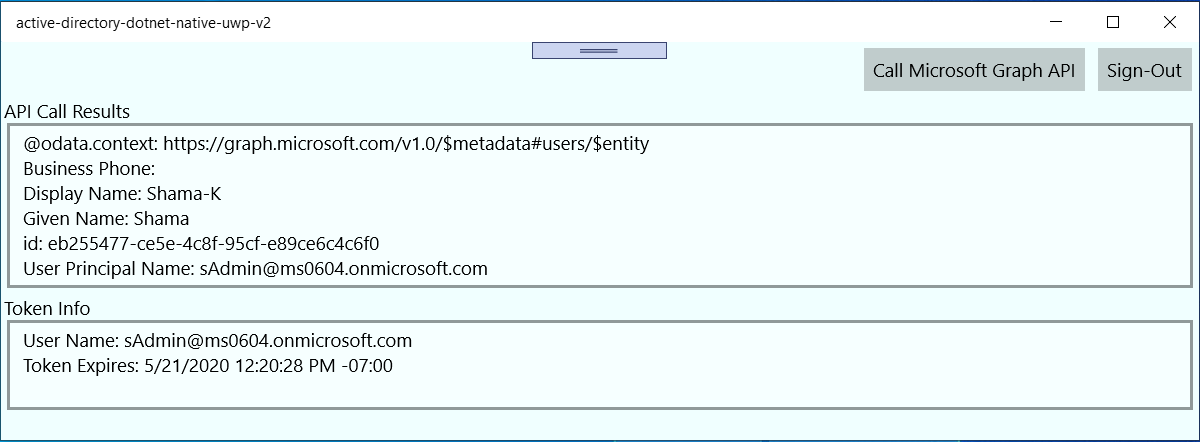 active-directory-dotnet-native-uwp-v2
Call Microsoft Graph API Sign-Out
API Call Results
@odata.context: https://graph.microsoft.com/v1.0/$metadata#users/$entity
Business Phone:
Display Name: Shama-K
Given Name: Shama
id: eb255477-ce5e-4c8f-95cf-e89ce6c4c6f0
User Principal Name: sAdmin@ms0604.onmicrosoft.com
Token Info
User Name: sAdmin@ms0604.onmicrosoft.com
Token Expires: 5/21/2020 12:20:28 PM -07:00